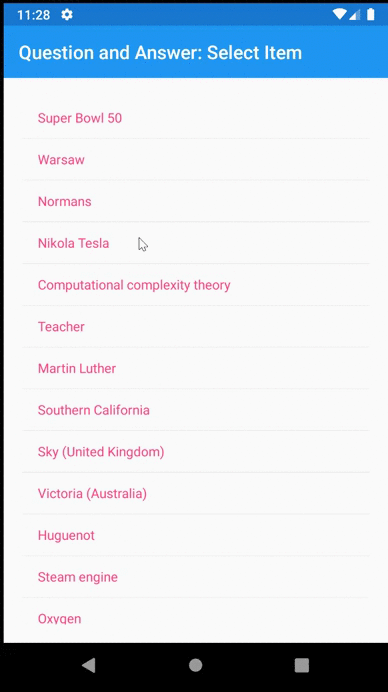 11:28
Question and Answer: Select Item
Super Bowl 50
Warsaw
Normans
Nikola Tesla
Computational complexity theory
Teacher
Martin Luther
Southern California
Sky (United Kingdom)
Victoria (Australia)
Huguenot
Steam engine
Oxygen